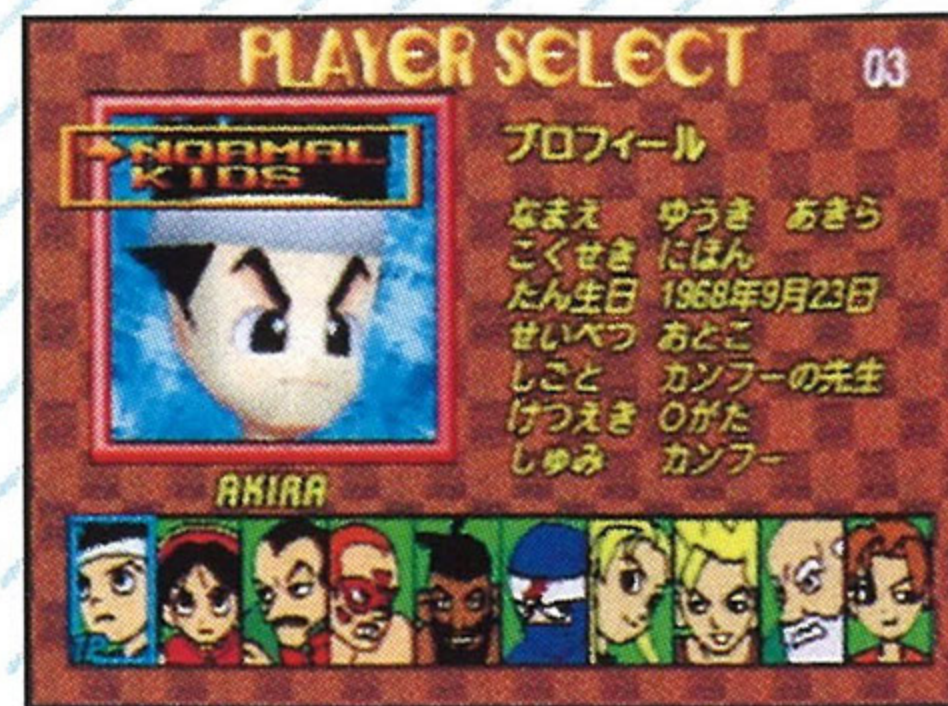 PLAYER SELECT
03
NORMAL
KIDS
プロフィール
なまえ ゆうき あきら
こくせき にほん
たん生日 1968年9月23日
せいべつ おとこ
しごと カンフーの先生
けつえき Oがた
しゅみ カンフー
AKIRA
1P